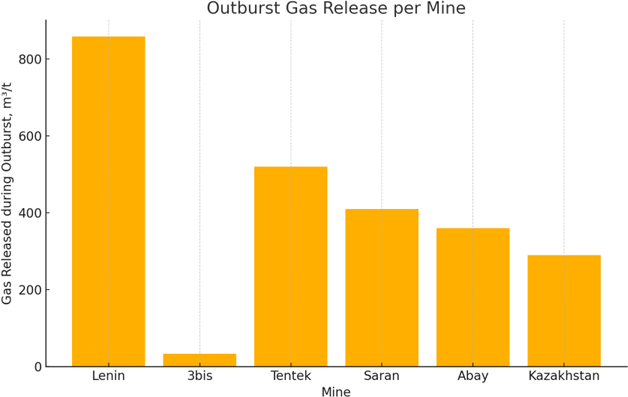 Outburst Gas Release per Mine
Gas Released during Outburst, m³/t
800
600
400
200
0
Lenin 3bis Tentek Saran Abay Kazakhstan
Mine